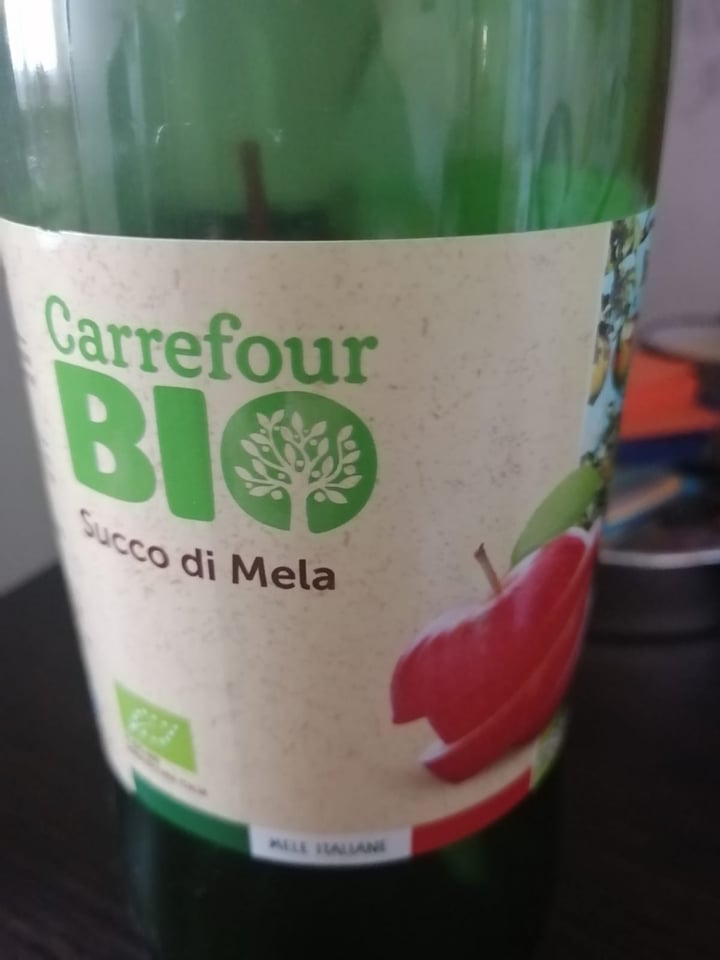 Carrefour
BIO
Succo di Mela
MELE ITALIANE